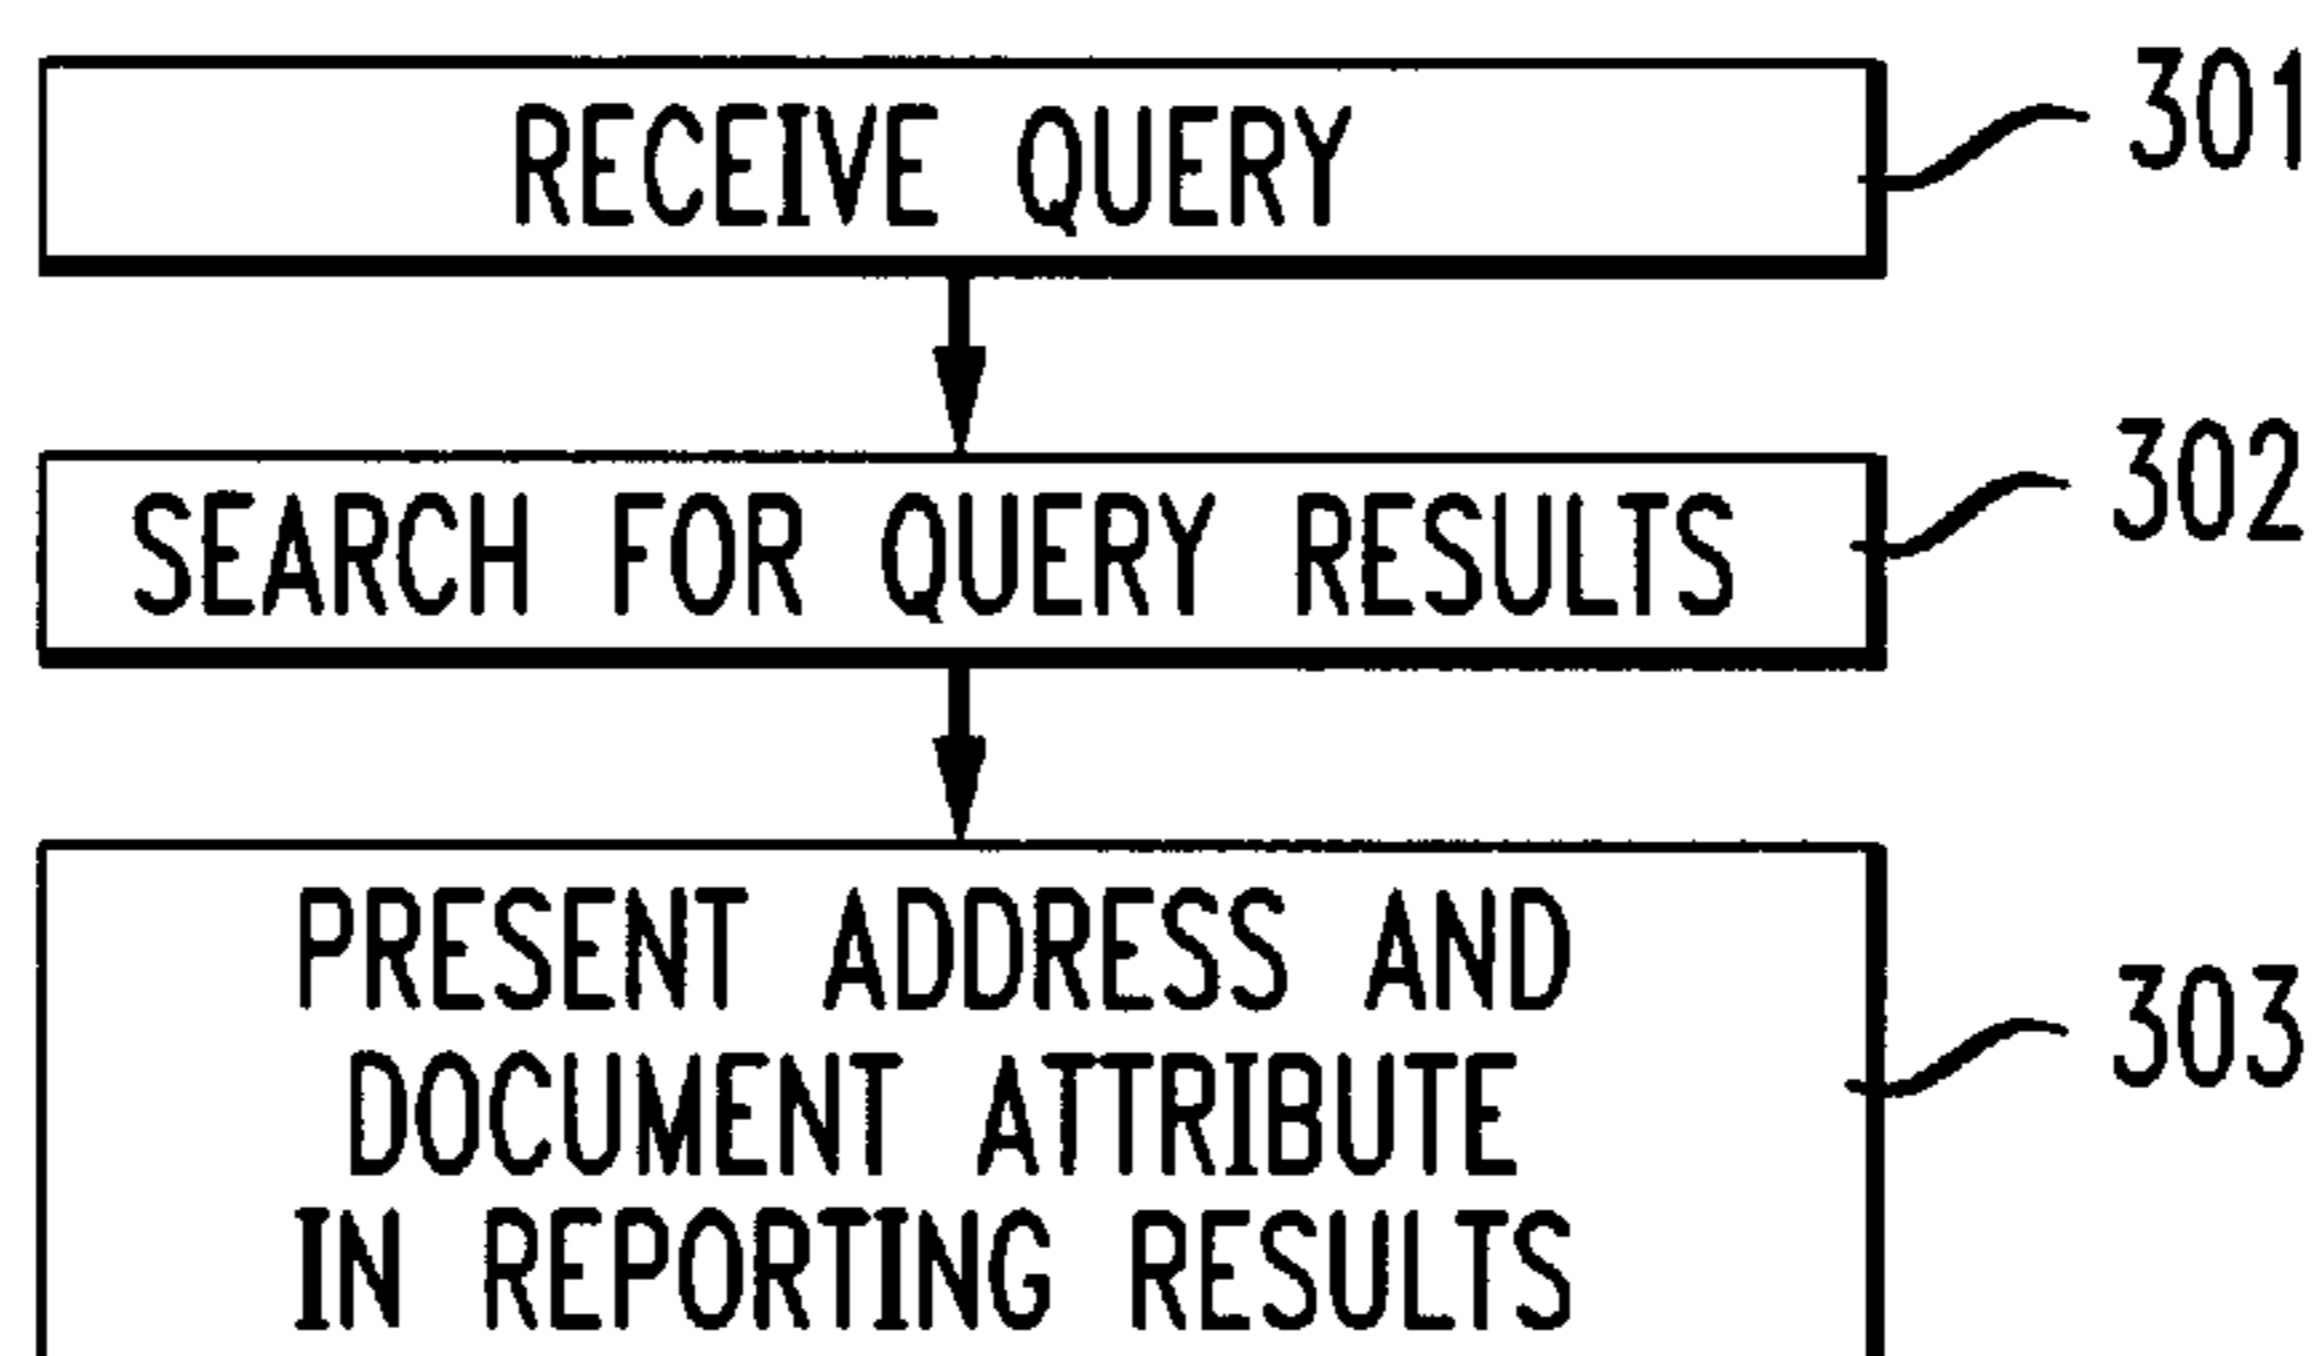 RECEIVE QUERY
301
SEARCH FOR QUERY RESULTS
302
PRESENT ADDRESS AND
DOCUMENT ATTRIBUTE
IN REPORTING RESULTS
303